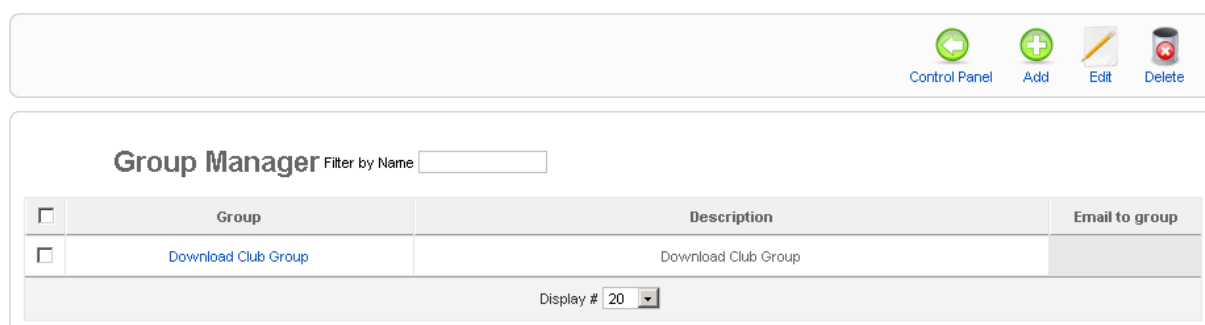 Control Panel Add Edit Delete
Group Manager Filter by Name
Group Description Email to group
Download Club Group Download Club Group
Display # 20